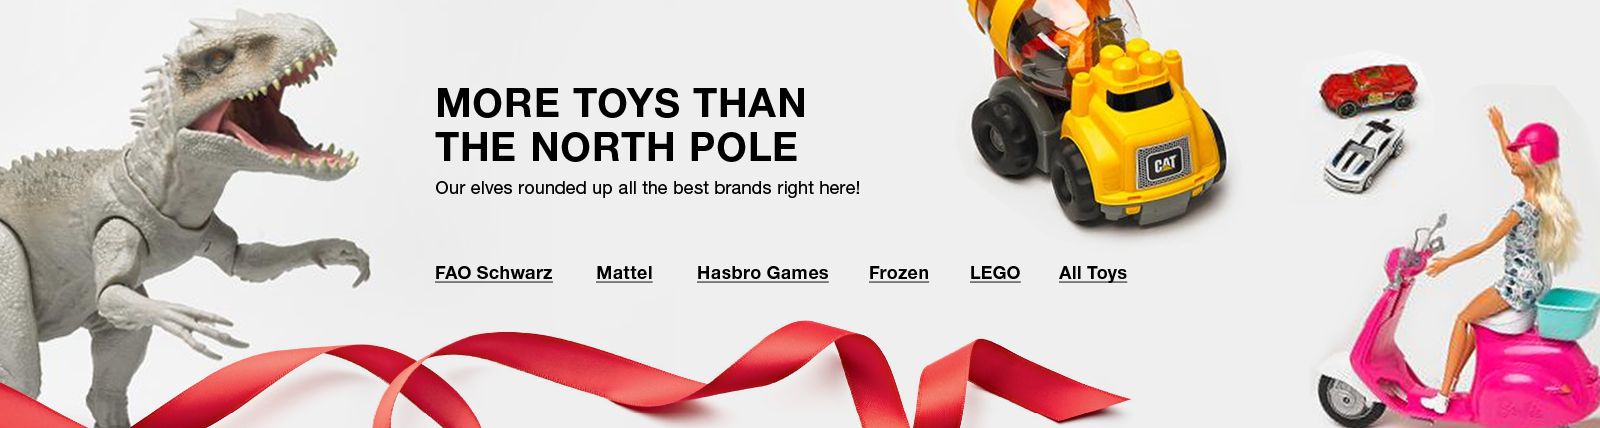 MORE TOYS THAN
THE NORTH POLE
Our elves rounded up all the best brands right here!
FAO Schwarz Mattel Hasbro Games Frozen LEGO All Toys
CAT
Barbie